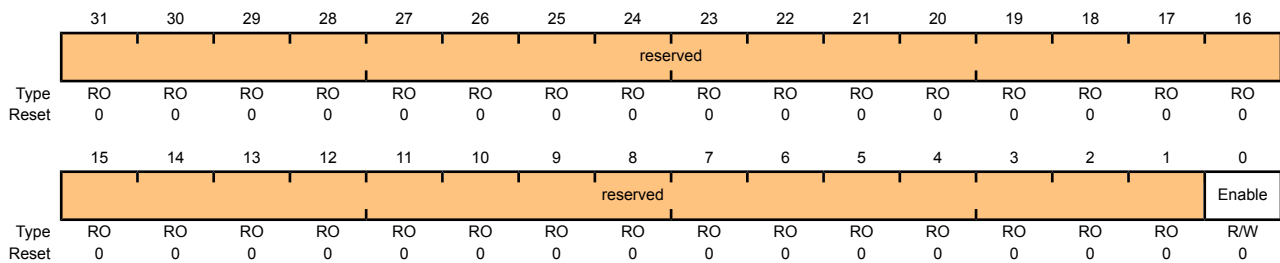 31 30 29 28 27 26 25 24 23 22 21 20 19 18 17 16
reserved
Type RO RO RO RO RO RO RO RO RO RO RO RO RO RO RO RO
Reset 0 0 0 0 0 0 0 0 0 0 0 0 0 0 0 0
15 14 13 12 11 10 9 8 7 6 5 4 3 2 1 0
reserved Enable
Type RO RO RO RO RO RO RO RO RO RO RO RO RO RO RO R/W
Reset 0 0 0 0 0 0 0 0 0 0 0 0 0 0 0 0